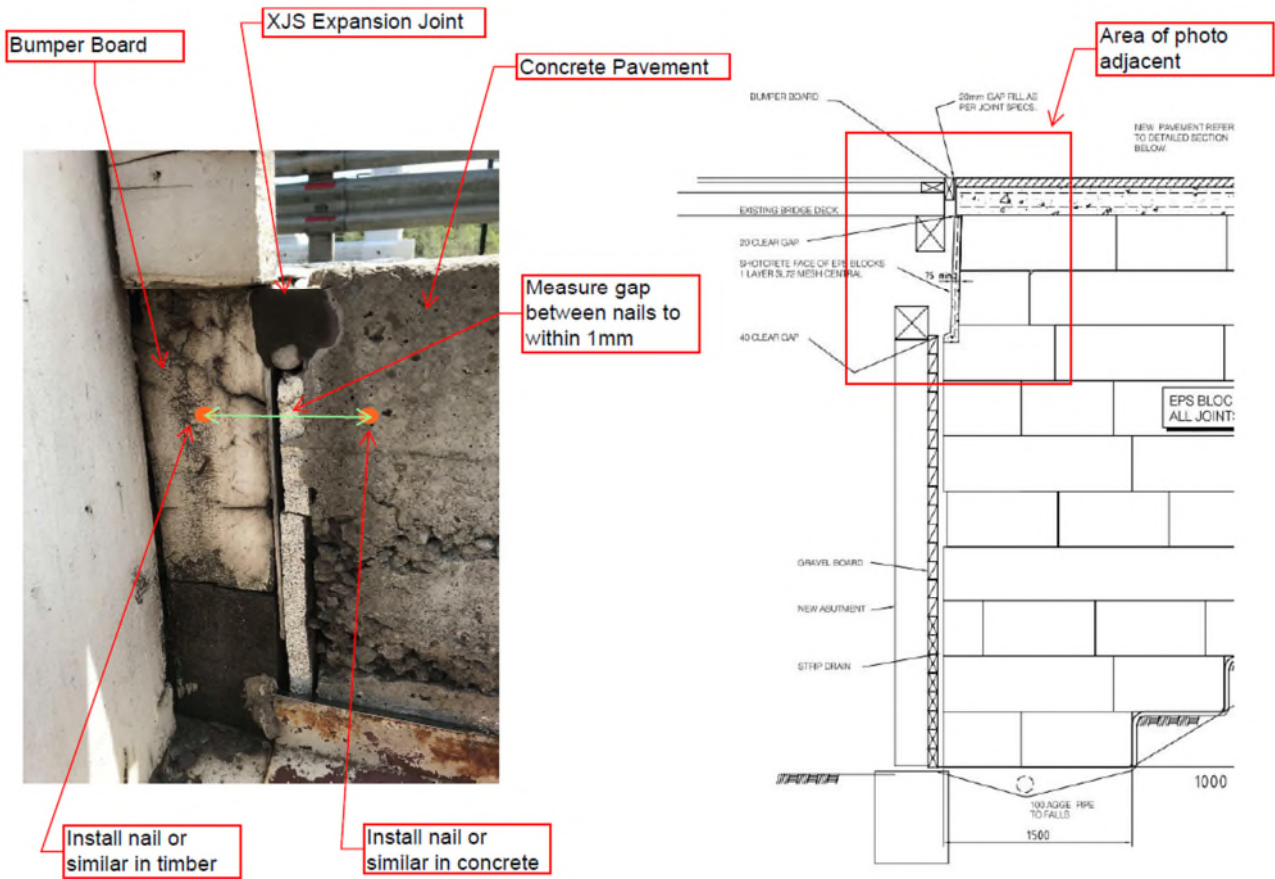 XJS Expansion Joint
Bumper Board
Concrete Pavement
Area of photo
adjacent
Measure gap
between nails to
within 1mm
Install nail or
similar in timber
Install nail or
similar in concrete
BUMPER BOARD
20mm GAP FILL AS
PER JOINT SPECS.
NEW PAVEMENT REFER
TO DETAILED SECTION
BELOW
EXISTING BRIDGE DECK
20 CLEAR GAP
SHOTCRETE FACE OF EPS BLOCKS
1 LAYER SL72 MESH CENTRAL
75 min
40 CLEAR GAP
EPS BLOC
ALL JOINTS
GRAVEL BOARD
NEW ABUTMENT
STRIP DRAIN
1000
100 AGGE PIPE
TO FALLS
1500